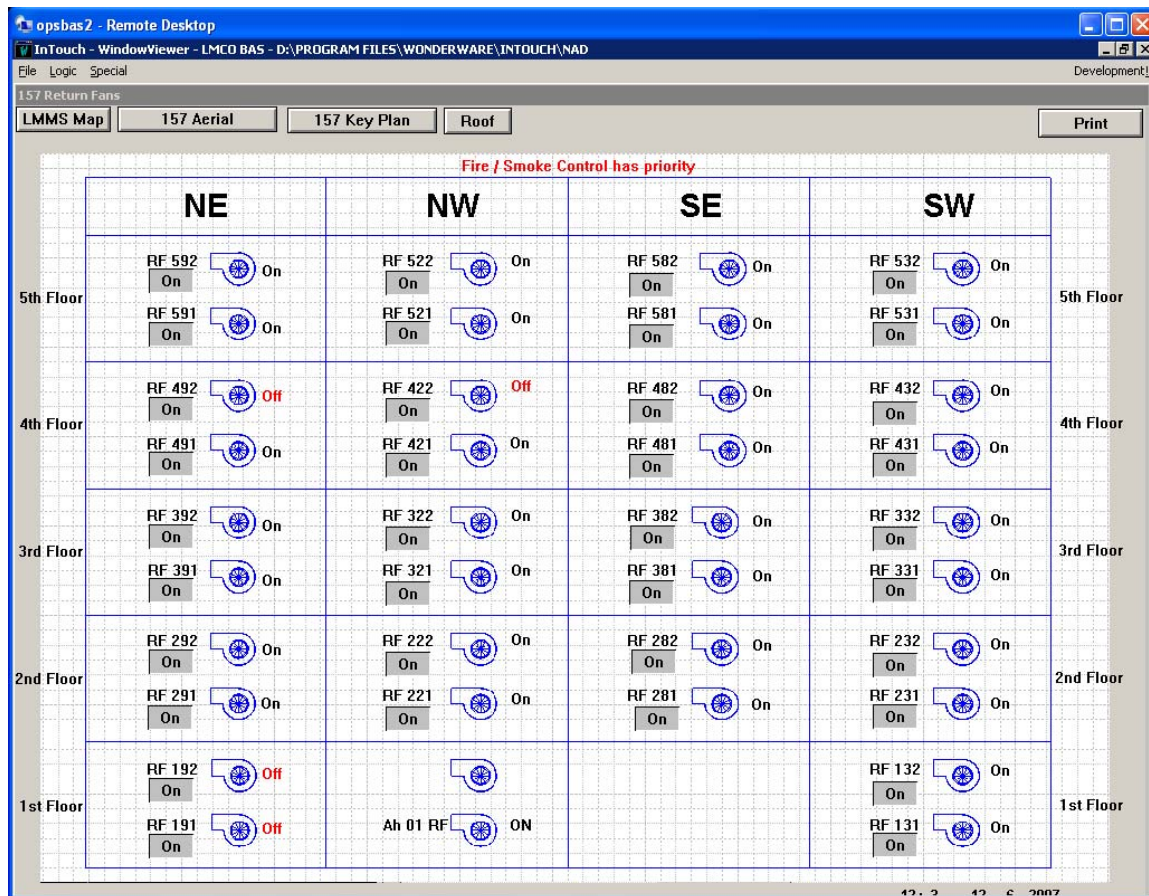 opsbas2 - Remote Desktop
InTouch - WindowViewer - LMCO BAS - D:\PROGRAM FILES\WONDERWARE\INTOUCH\NAD
File Logic Special Development!
157 Return Fans
LMMS Map 157 Aerial 157 Key Plan Roof Print
Fire / Smoke Control has priority
NE NW SE SW
RF 592 On RF 522 On RF 582 On RF 532 On
On On On On
5th Floor 5th Floor
RF 591 On RF 521 On RF 581 On RF 531 On
On On On On
RF 492 Off RF 422 Off RF 482 On RF 432 On
On On On On
4th Floor 4th Floor
RF 491 On RF 421 On RF 481 On RF 431 On
On On On On
RF 392 On RF 322 On RF 382 On RF 332 On
On On On On
3rd Floor 3rd Floor
RF 391 On RF 321 On RF 381 On RF 331 On
On On On On
RF 292 On RF 222 On RF 282 On RF 232 On
On On On On
2nd Floor 2nd Floor
RF 291 On RF 221 On RF 281 On RF 231 On
On On On On
RF 192 Off RF 132 On
On On
1st Floor 1st Floor
RF 191 Off Ah 01 RF ON RF 131 On
On On
12: 3 12 6 2007